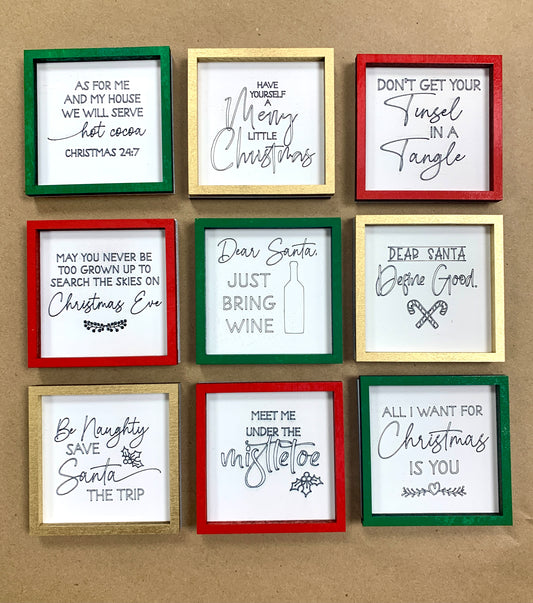 AS FOR ME
AND MY HOUSE
WE WILL SERVE
hot cocoa
CHRISTMAS 24:7
HAVE
YOURSELF
A
Merry
LITTLE
Christmas
DON'T GET YOUR
Tinsel
IN A
Tangle
MAY YOU NEVER BE
TOO GROWN UP TO
SEARCH THE SKIES ON
Christmas Eve
Dear Santa,
JUST
BRING
WINE
DEAR SANTA
Define Good.
Be Naughty
SAVE
Santa
THE TRIP
MEET ME
UNDER THE
mistletoe
ALL I WANT FOR
Christmas
IS YOU